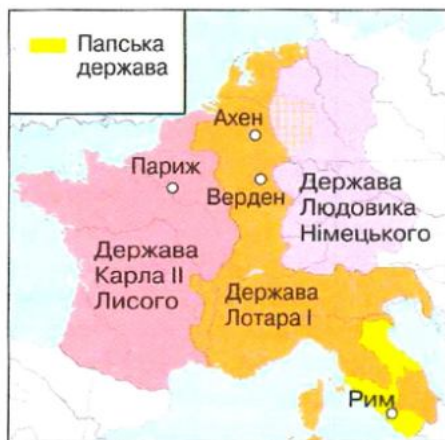 Папська
держава
Ахен
Париж
Верден
Держава
Людовика
Німецького
Держава
Карла II
Лисого
Держава
Лотара I
Рим